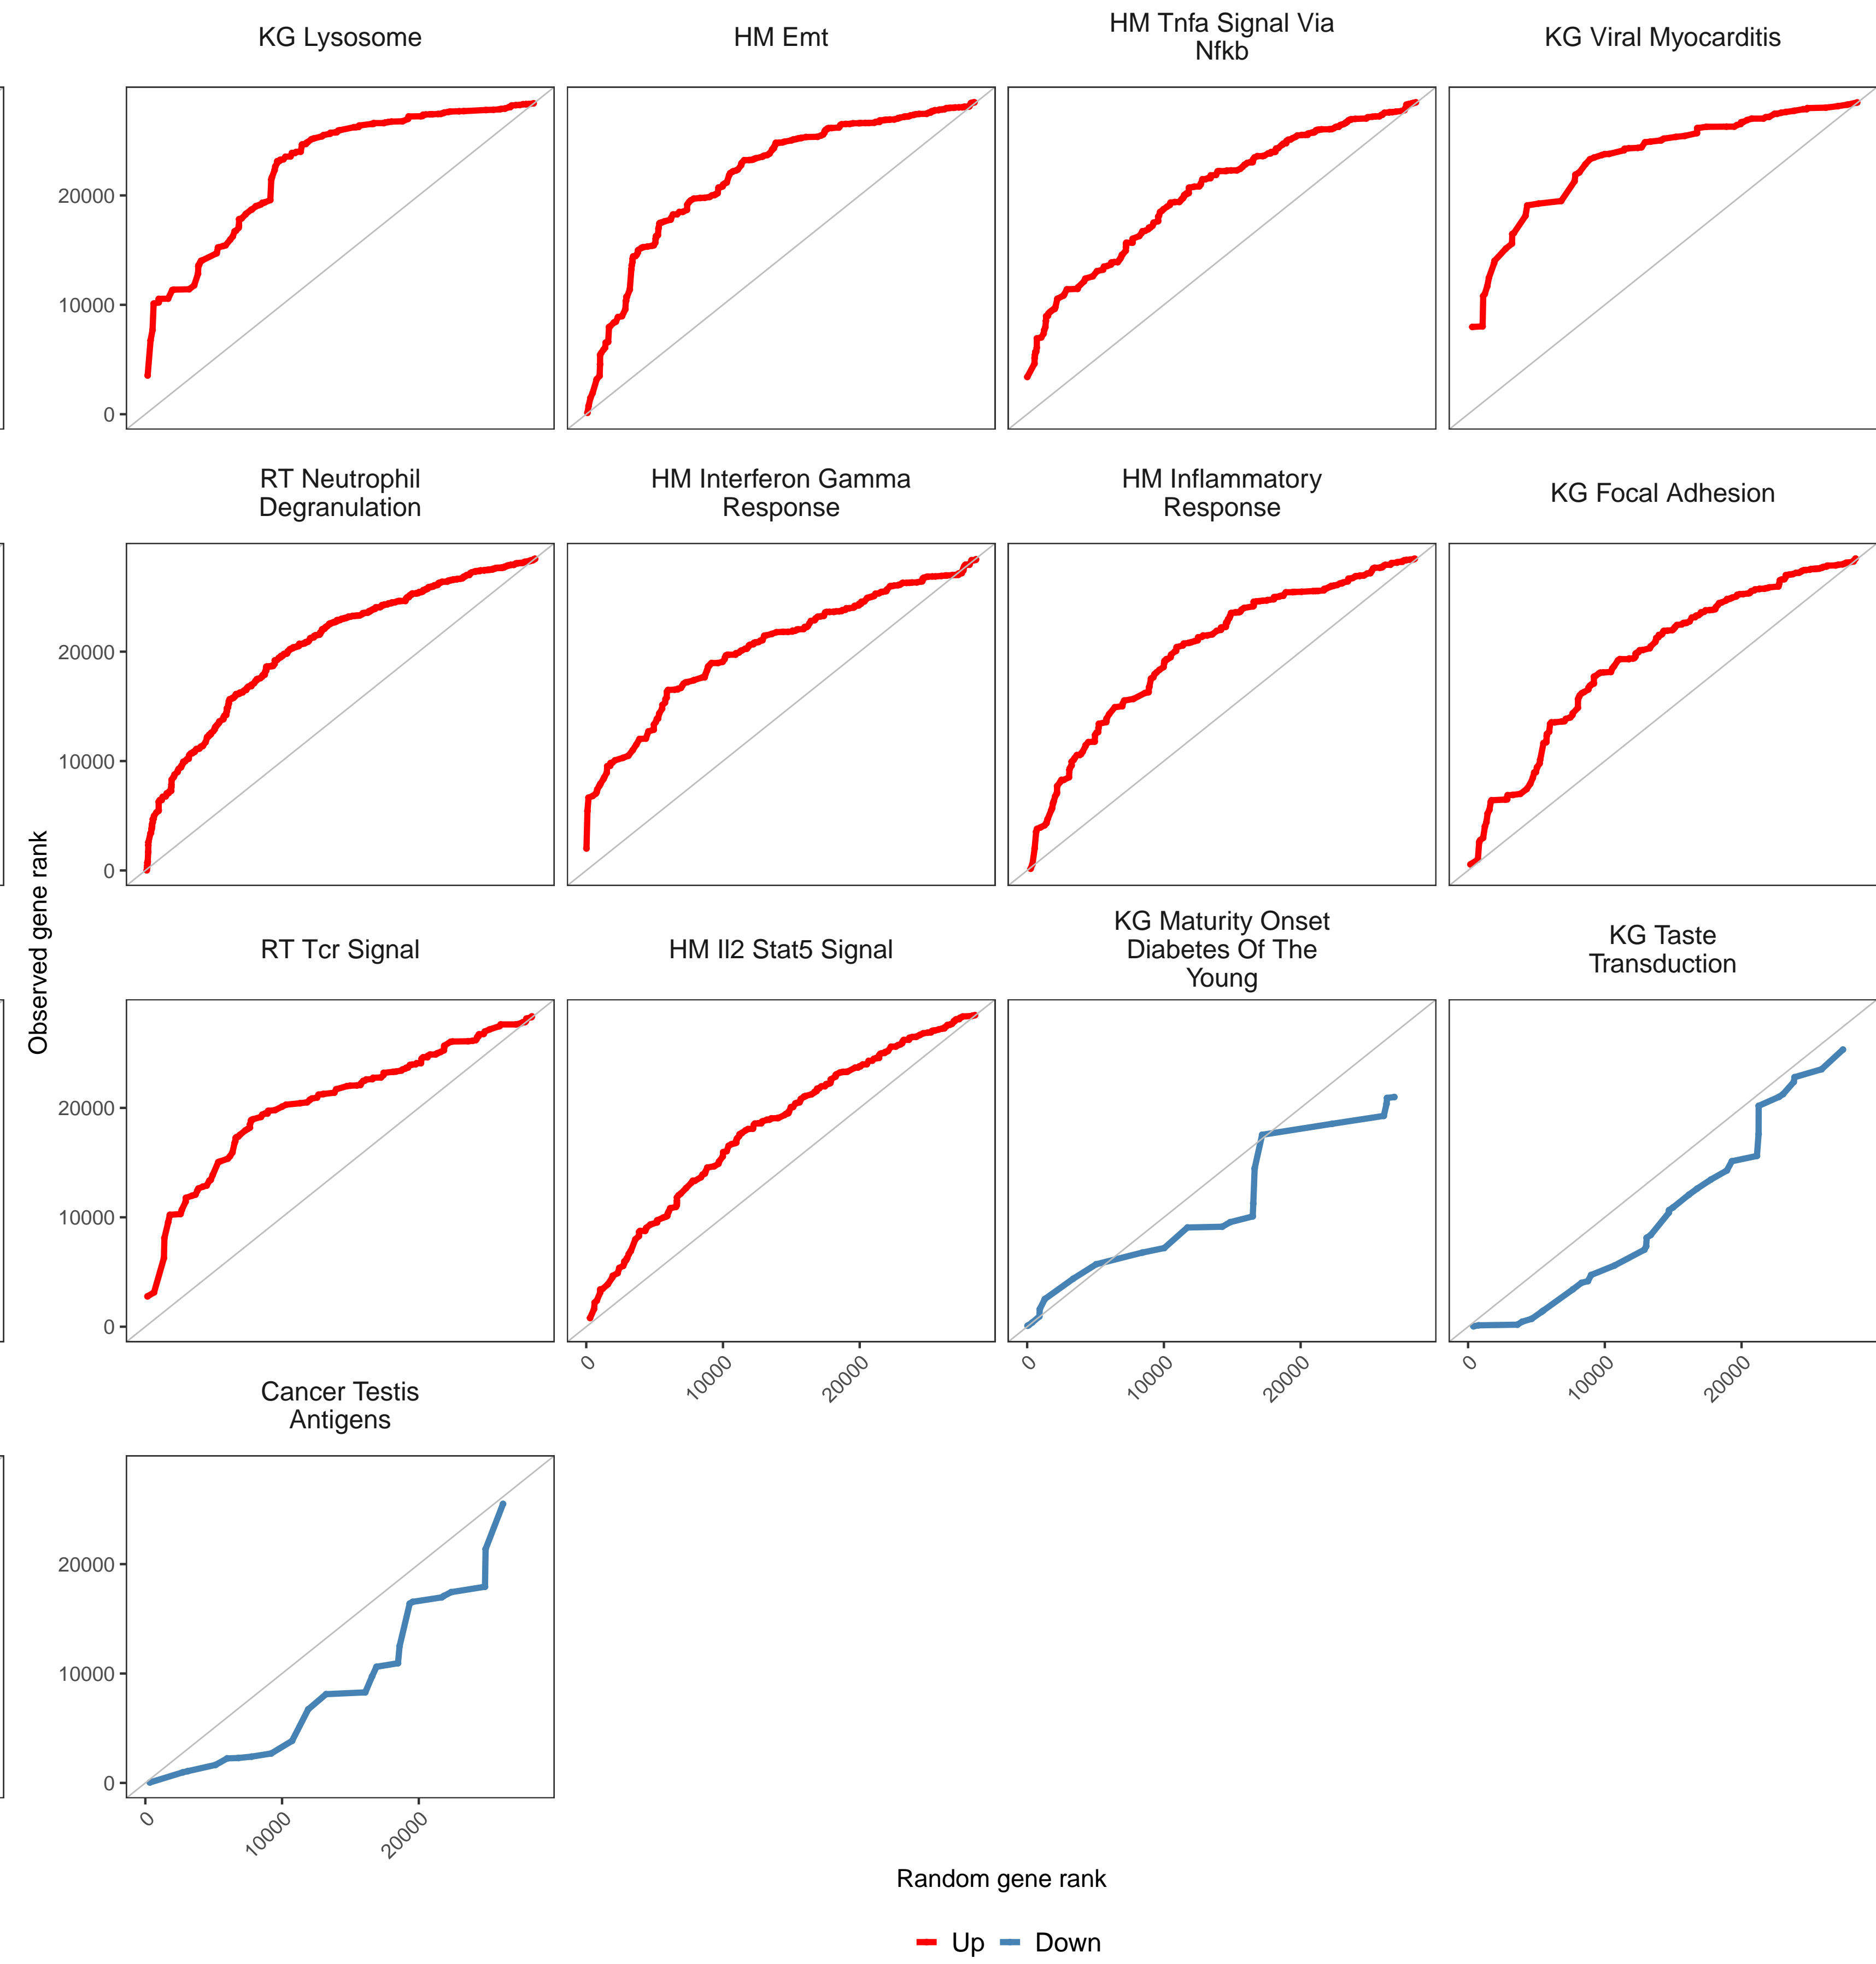 KG Lysosome
HM Emt
HM Tnfa Signal Via
Nfkb
KG Viral Myocarditis
20000
10000
0
RT Neutrophil
Degranulation
HM Interferon Gamma
Response
HM Inflammatory
Response
KG Focal Adhesion
20000
10000
0
Observed gene rank
RT Tcr Signal
HM Il2 Stat5 Signal
KG Maturity Onset
Diabetes Of The
Young
KG Taste
Transduction
20000
10000
0
0
10000
20000
0
10000
20000
0
10000
20000
Cancer Testis
Antigens
20000
10000
0
0
10000
20000
Random gene rank
Up
Down